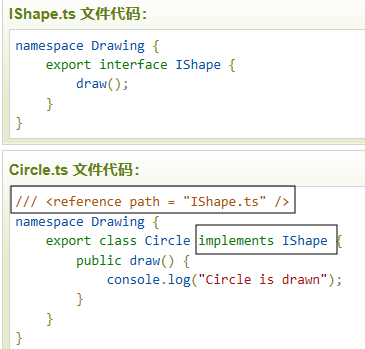 IShape.ts 文件代码：
namespace Drawing {
    export interface IShape {
        draw();
    }
}
Circle.ts 文件代码：
/// <reference path = "IShape.ts" />
namespace Drawing {
    export class Circle implements IShape {
        public draw() {
            console.log("Circle is drawn");
        }
    }
}